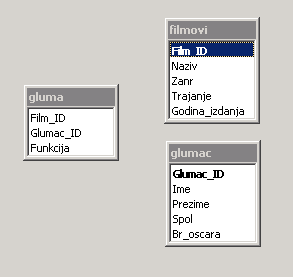 filmovi
Film_ID
Naziv
Zanr
Trajanje
Godina_izdanja
gluma
Film_ID
Glumac_ID
Funkcija
glumac
Glumac_ID
Ime
Prezime
Spol
Br_oscara